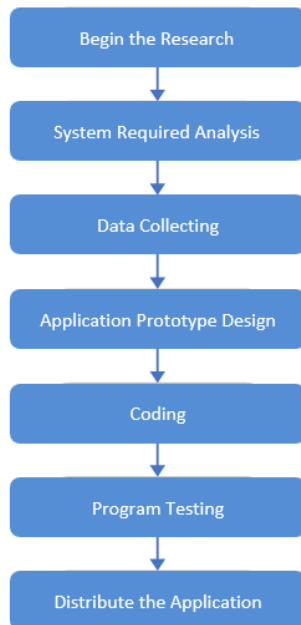 Begin the Research
System Required Analysis
Data Collecting
Application Prototype Design
Coding
Program Testing
Distribute the Application